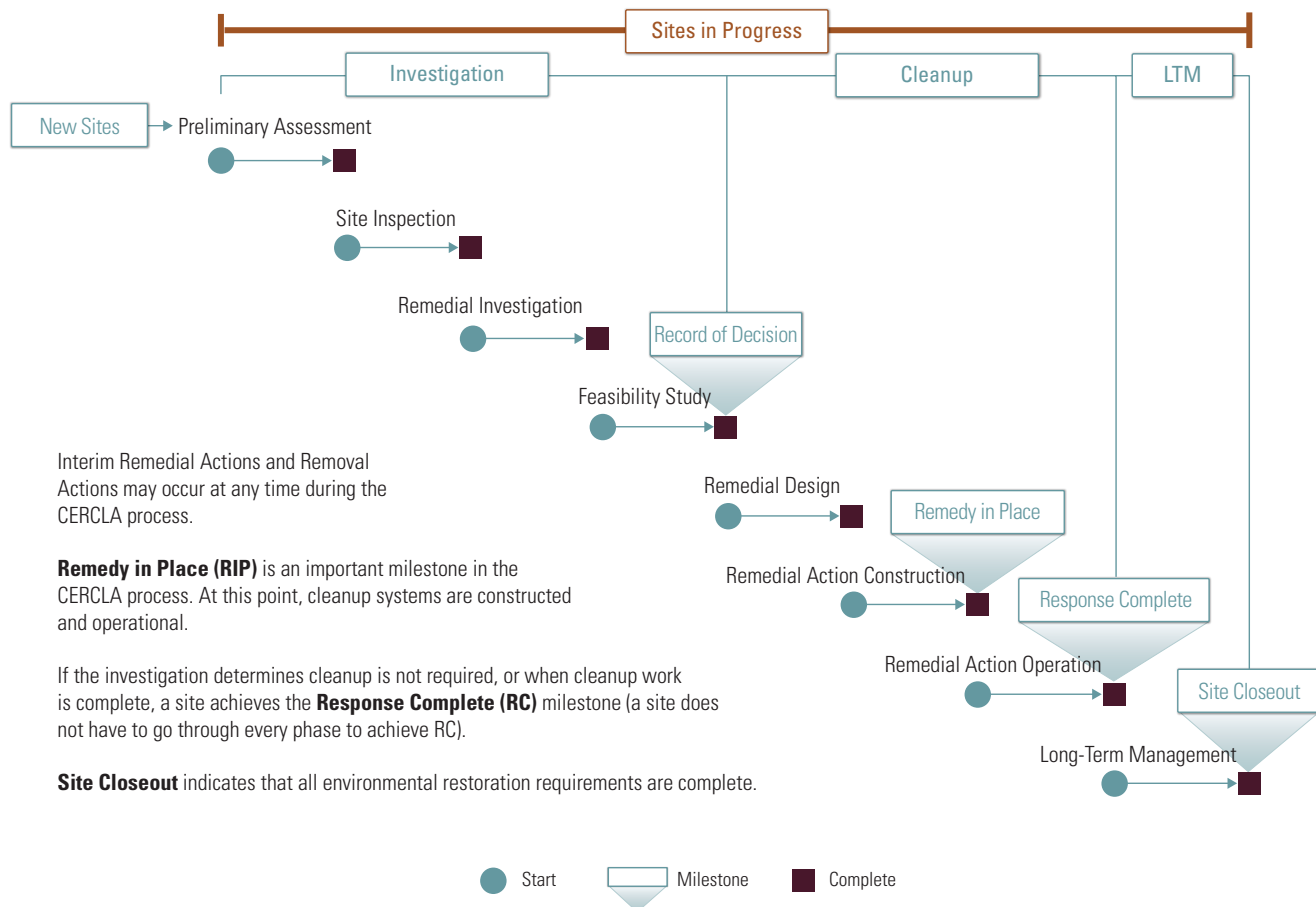 Sites in Progress
Investigation
Cleanup
LTM
New Sites
Preliminary Assessment
Site Inspection
Remedial Investigation
Record of Decision
Feasibility Study
Interim Remedial Actions and Removal
Actions may occur at any time during the
CERCLA process.
Remedial Design
Remedy in Place
Remedy in Place (RIP) is an important milestone in the
CERCLA process. At this point, cleanup systems are constructed
and operational.
Remedial Action Construction
Response Complete
If the investigation determines cleanup is not required, or when cleanup work
is complete, a site achieves the Response Complete (RC) milestone (a site does
not have to go through every phase to achieve RC).
Remedial Action Operation
Site Closeout
Site Closeout indicates that all environmental restoration requirements are complete.
Long-Term Management
Start
Milestone
Complete